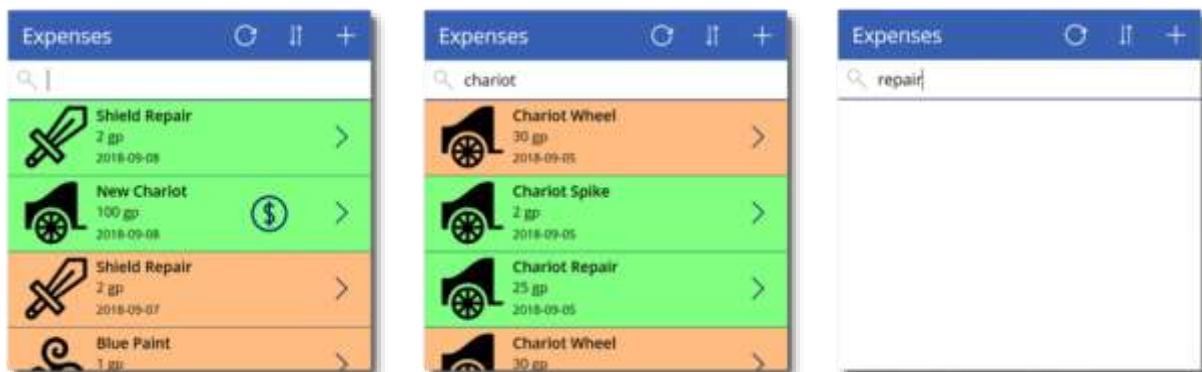 Expenses
Shield Repair
2 gp
2018-09-08
New Chariot
100 gp
2018-09-08
Shield Repair
2 gp
2018-09-07
Blue Paint
1 gp
Expenses
chariot
Chariot Wheel
30 gp
2018-09-05
Chariot Spike
2 gp
2018-09-05
Chariot Repair
25 gp
2018-09-05
Chariot Wheel
30 gp
Expenses
repair